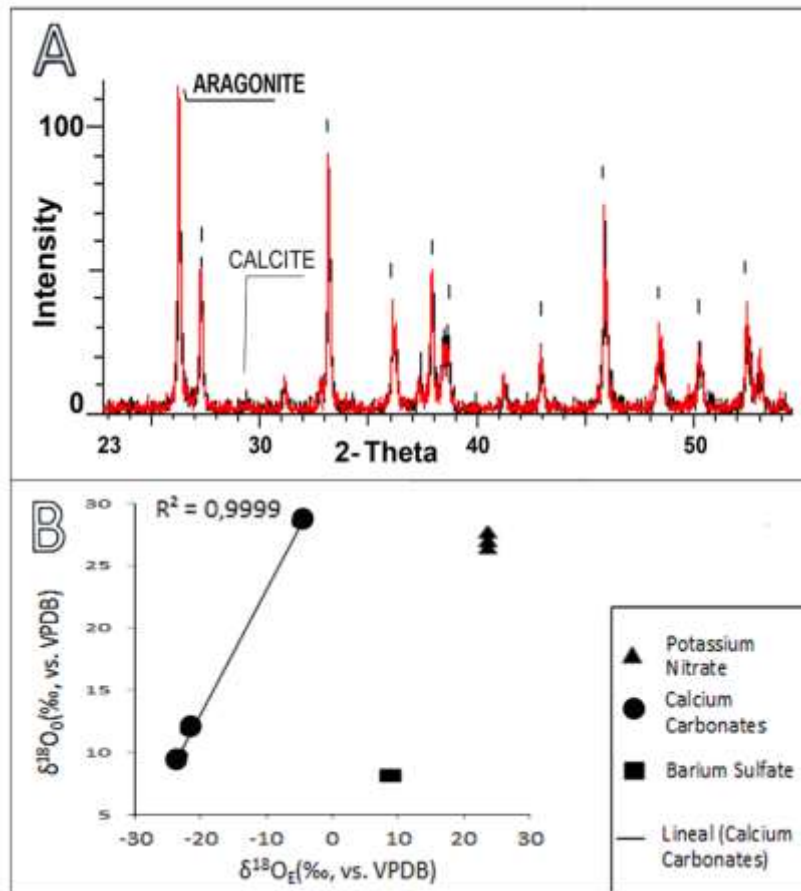 A
ARAGONITE
100
CALCITE
Intensity
0
23 30 40 50
2-Theta
B
R² = 0,9999
30
25
20
15
10
5
-30 -20 -10 0 10 20 30
δ¹⁸O₀(‰, vs. VPDB)
δ¹⁸O_E(‰, vs. VPDB)
Potassium
Nitrate
Calcium
Carbonates
Barium Sulfate
Lineal (Calcium
Carbonates)